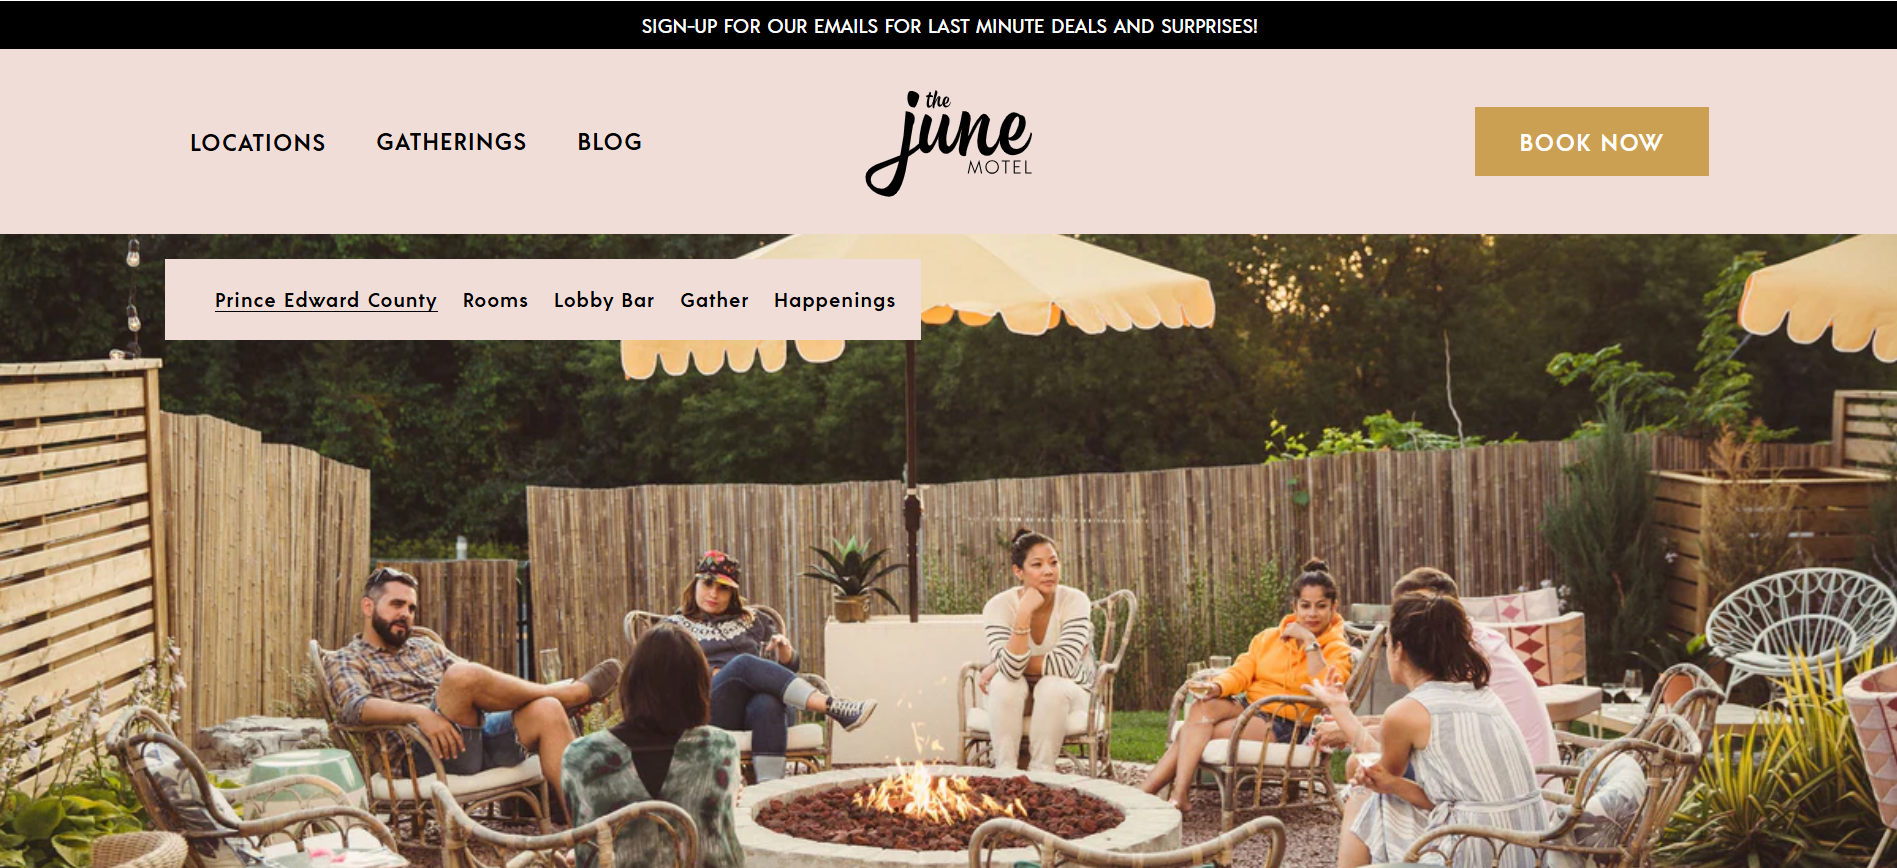 SIGN-UP FOR OUR EMAILS FOR LAST MINUTE DEALS AND SURPRISES!
LOCATIONS GATHERINGS BLOG
the
june
MOTEL
BOOK NOW
Prince Edward County Rooms Lobby Bar Gather Happenings